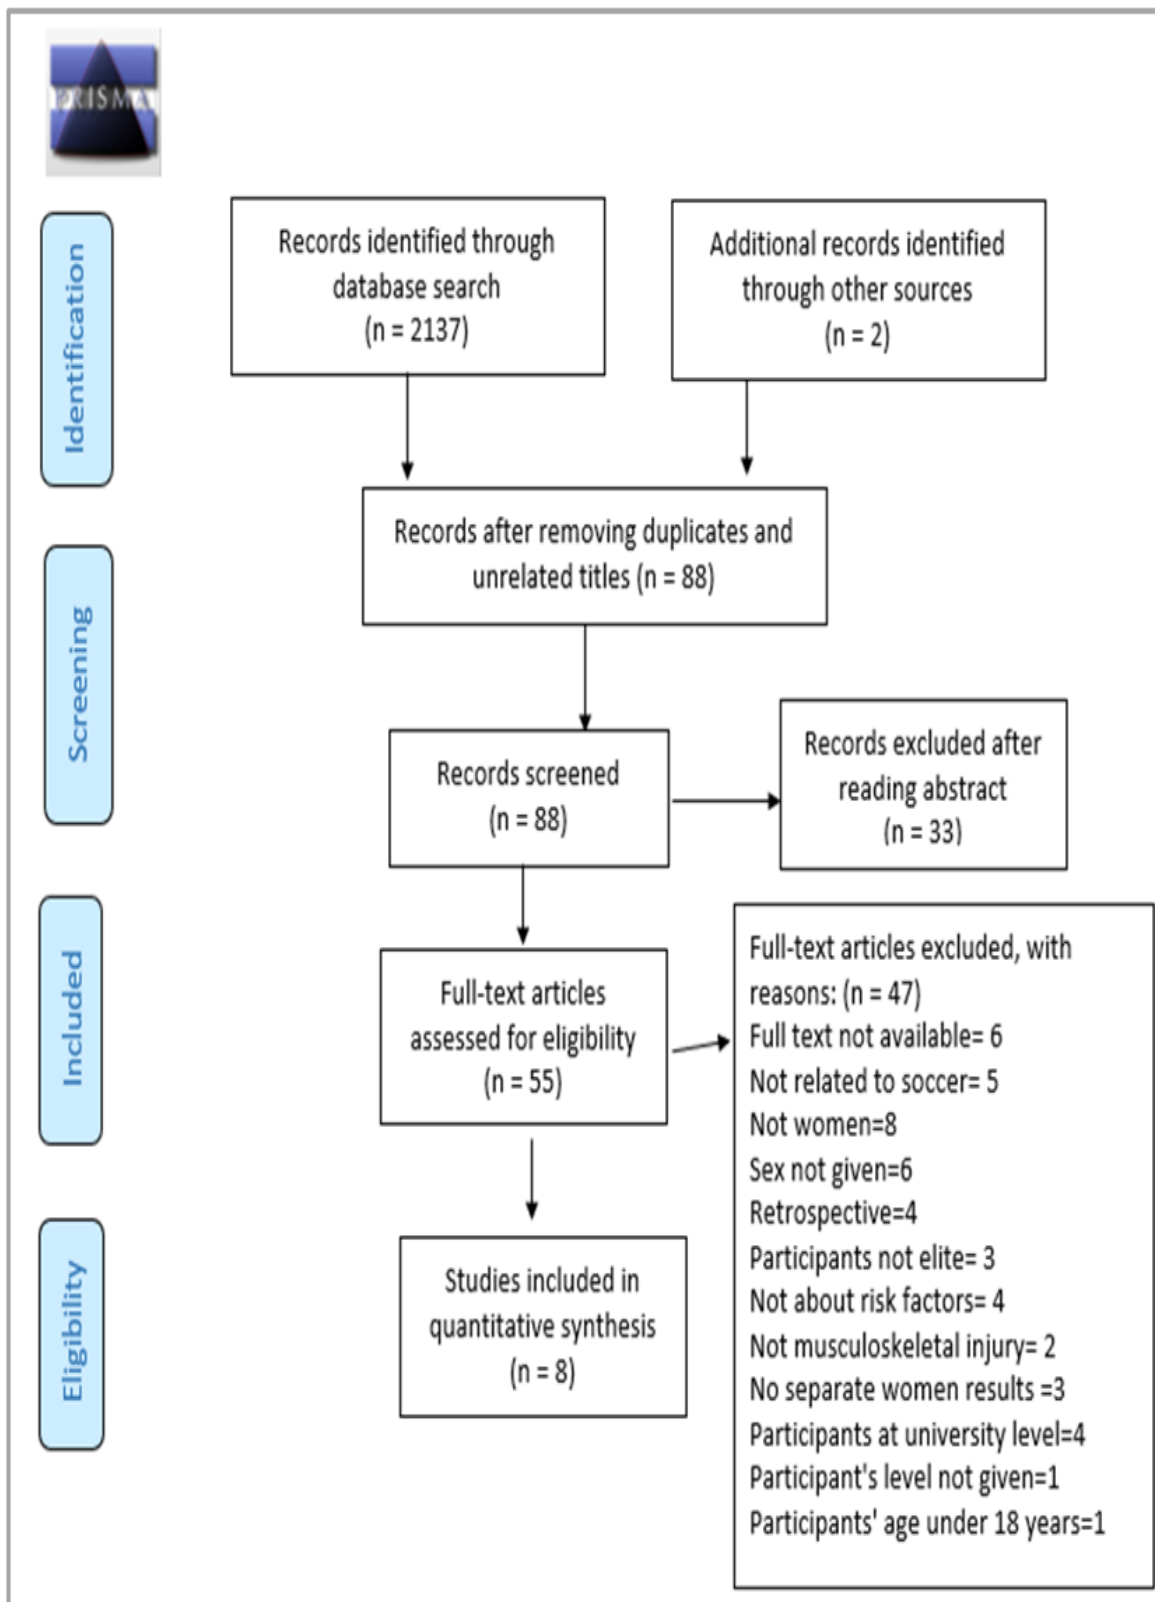 PRISMA
Identification
Records identified through
database search
(n = 2137)
Additional records identified
through other sources
(n = 2)
Records after removing duplicates and
unrelated titles (n = 88)
Screening
Records screened
(n = 88)
Records excluded after
reading abstract
(n = 33)
Included
Full-text articles
assessed for eligibility
(n = 55)
Full-text articles excluded, with
reasons: (n = 47)
Full text not available= 6
Not related to soccer= 5
Not women=8
Sex not given=6
Retrospective=4
Participants not elite= 3
Not about risk factors= 4
Not musculoskeletal injury= 2
No separate women results =3
Participants at university level=4
Participant's level not given=1
Participants' age under 18 years=1
Eligibility
Studies included in
quantitative synthesis
(n = 8)